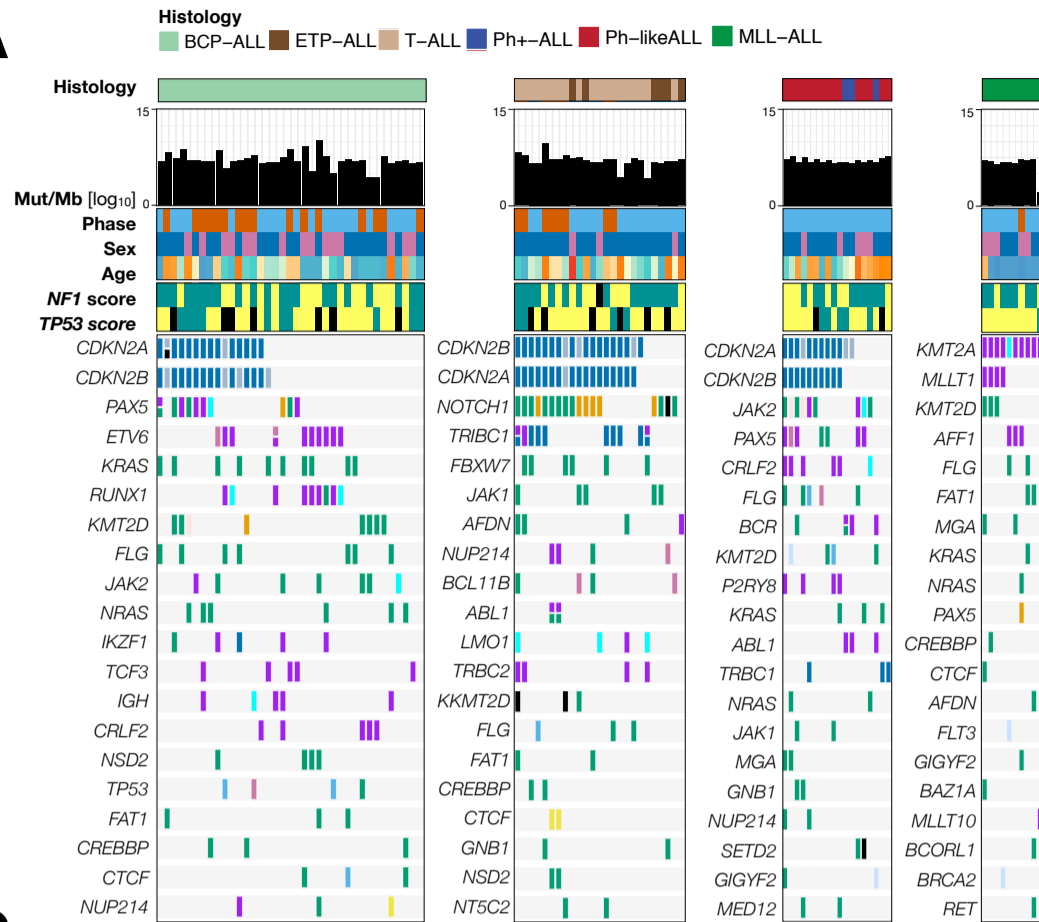 Histology
BCP-ALL ETP-ALL T-ALL Ph+-ALL Ph-likeALL MLL-ALL
Histology
15 15 15 15
Mut/Mb [log10] 0 0 0 0
Phase
Sex
Age
NF1 score
TP53 score
CDKN2A
CDKN2B
PAX5
ETV6
KRAS
RUNX1
KMT2D
FLG
JAK2
NRAS
IKZF1
TCF3
IGH
CRLF2
NSD2
TP53
FAT1
CREBBP
CTCF
NUP214
CDKN2B
CDKN2A
NOTCH1
TRIBC1
FBXW7
JAK1
AFDN
NUP214
BCL11B
ABL1
LMO1
TRBC2
KKMT2D
FLG
FAT1
CREBBP
CTCF
GNB1
NSD2
NT5C2
CDKN2A
CDKN2B
JAK2
PAX5
CRLF2
FLG
BCR
KMT2D
P2RY8
KRAS
ABL1
TRBC1
NRAS
JAK1
MGA
GNB1
NUP214
SETD2
GIGYF2
MED12
KMT2A
MLLT1
KMT2D
AFF1
FLG
FAT1
MGA
KRAS
NRAS
PAX5
CREBBP
CTCF
AFDN
FLT3
GIGYF2
BAZ1A
MLLT10
BCORL1
BRCA2
RET